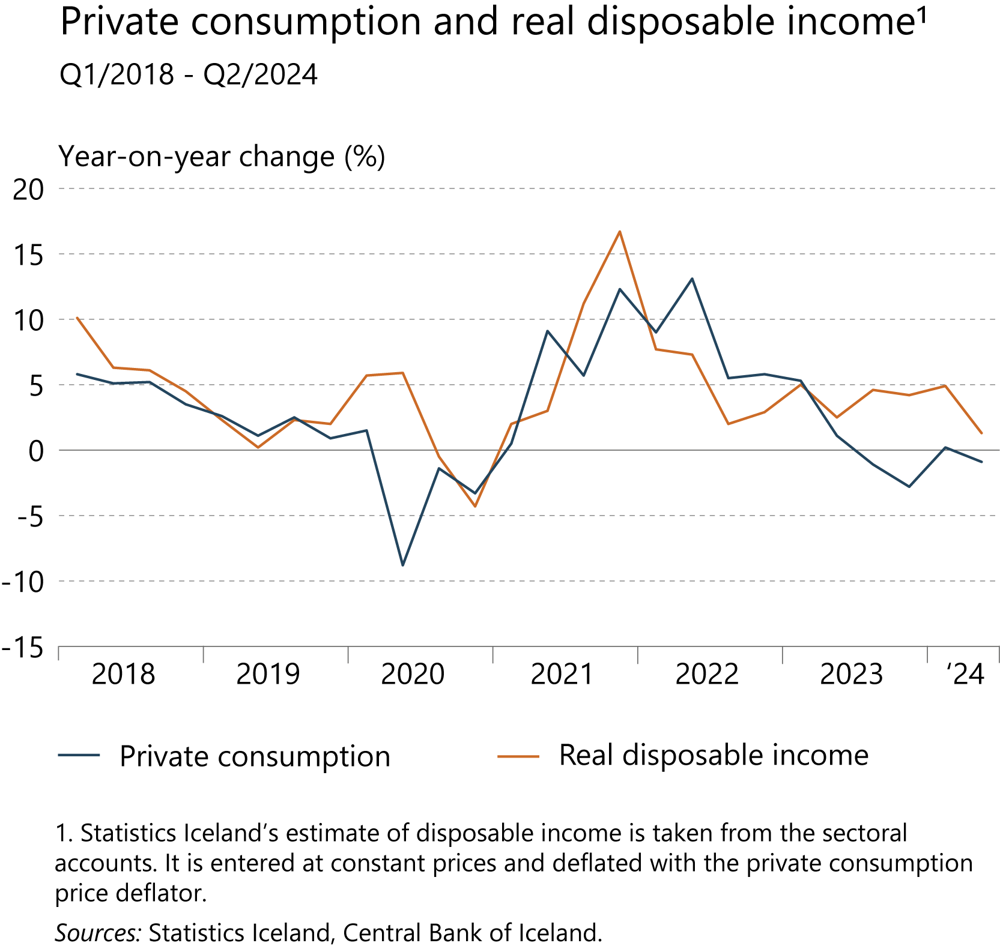 Private consumption and real disposable income¹
Q1/2018 - Q2/2024
Year-on-year change (%)
20
15
10
5
0
-5
-10
-15
2018 2019 2020 2021 2022 2023 ‘24
Private consumption Real disposable income
1. Statistics Iceland’s estimate of disposable income is taken from the sectoral
accounts. It is entered at constant prices and deflated with the private consumption
price deflator.
Sources: Statistics Iceland, Central Bank of Iceland.